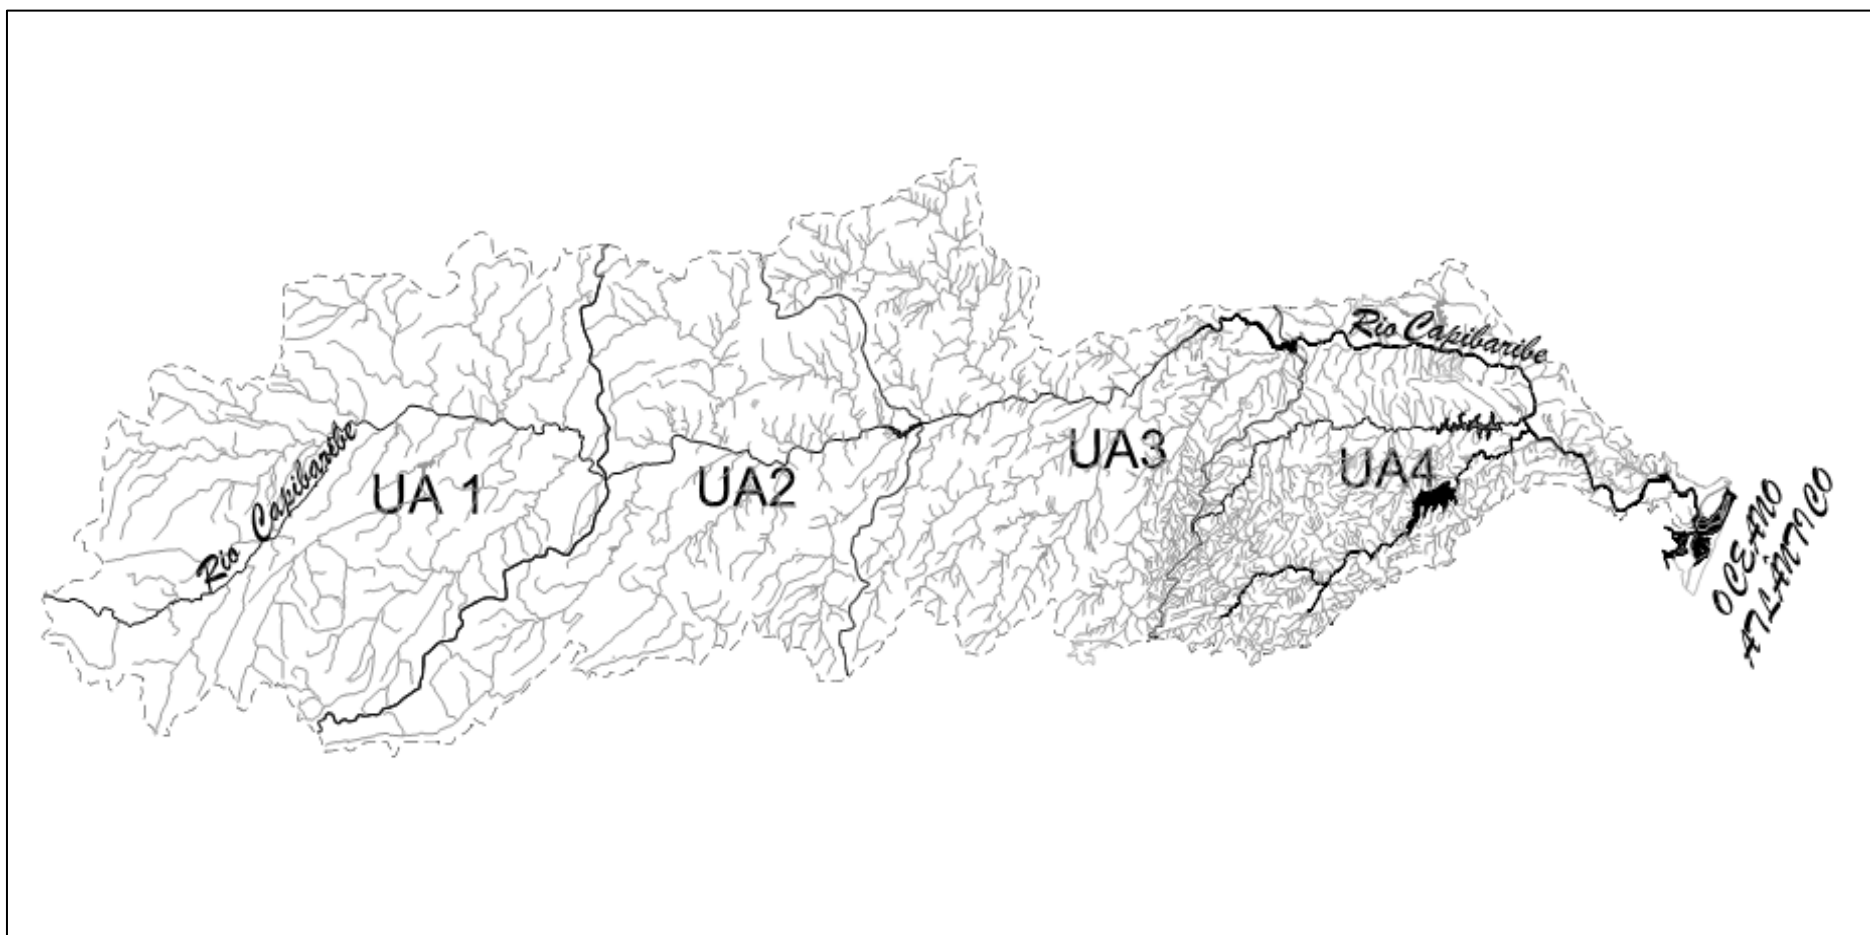 Rio Capibaribe
UA 1
UA2
UA3
Rio Capibaribe
UA4
OCEANO
ATLÂNTICO